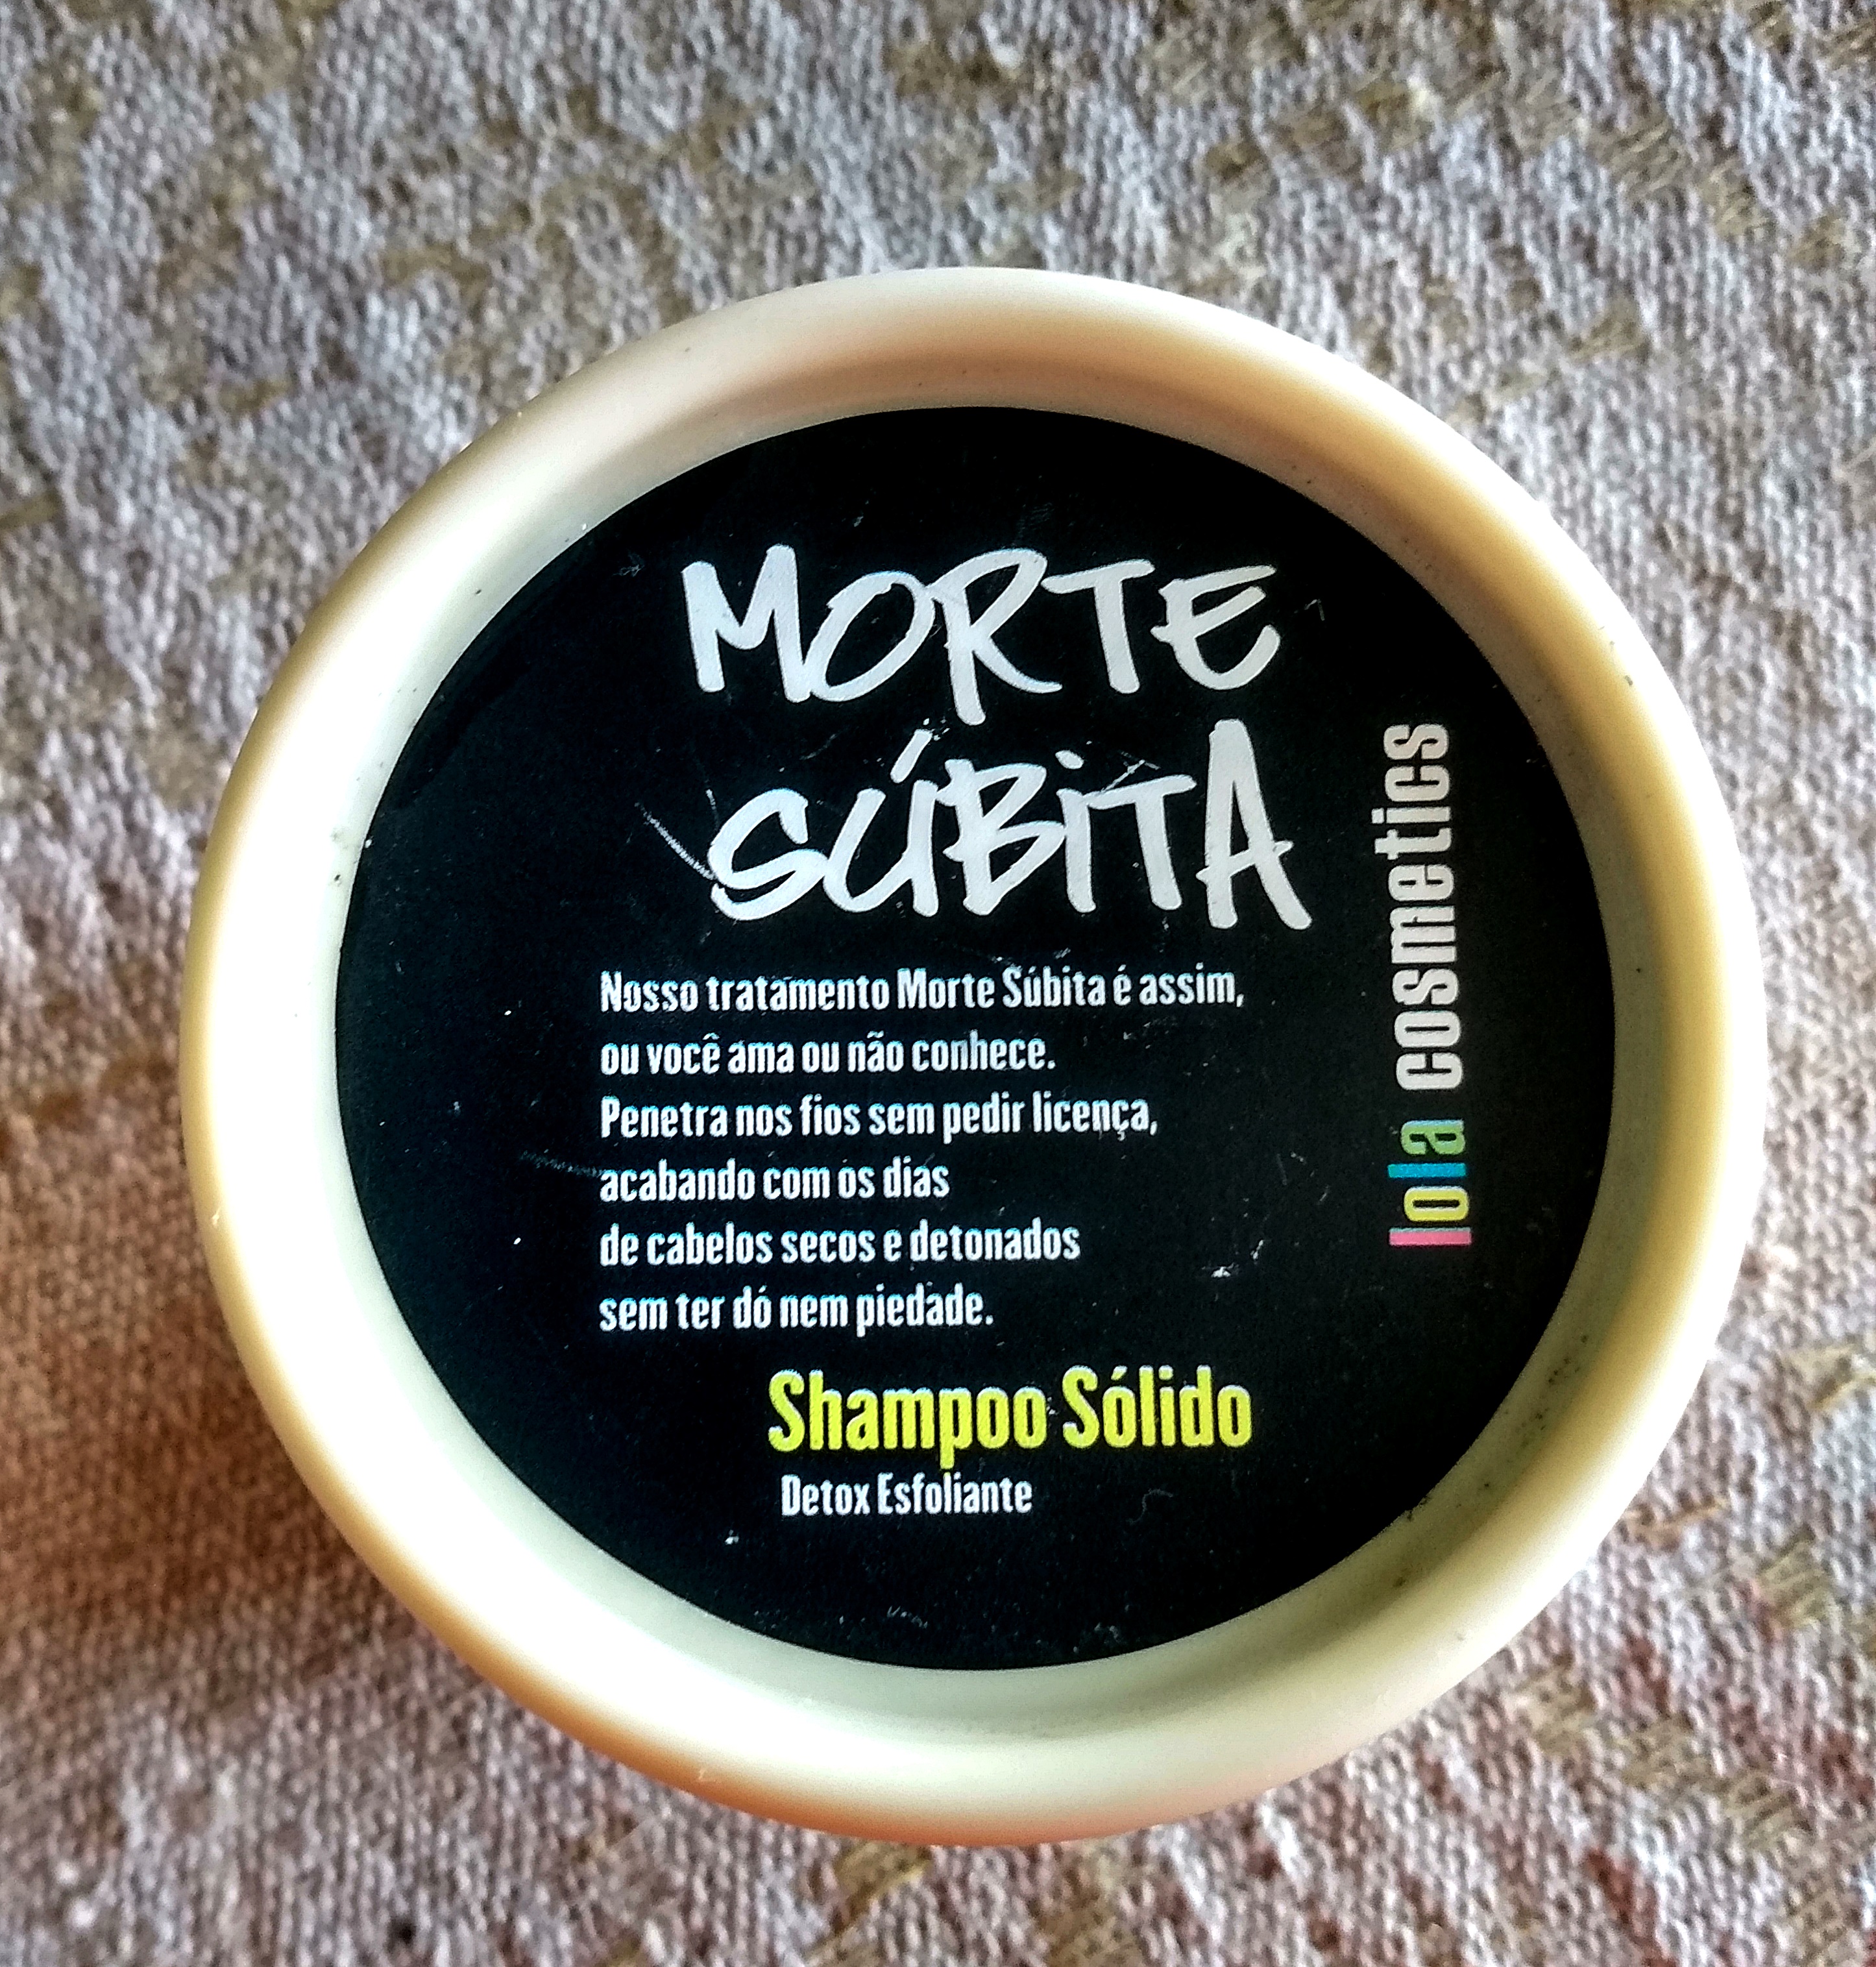 MORTE
SÚBiTA
Nosso tratamento Morte Súbita é assim,
ou você ama ou não conhece.
Penetra nos fios sem pedir licença,
acabando com os dias
de cabelos secos e detonados
sem ter dó nem piedade.
Shampoo Sólido
Detox Esfoliante
lola cosmetics